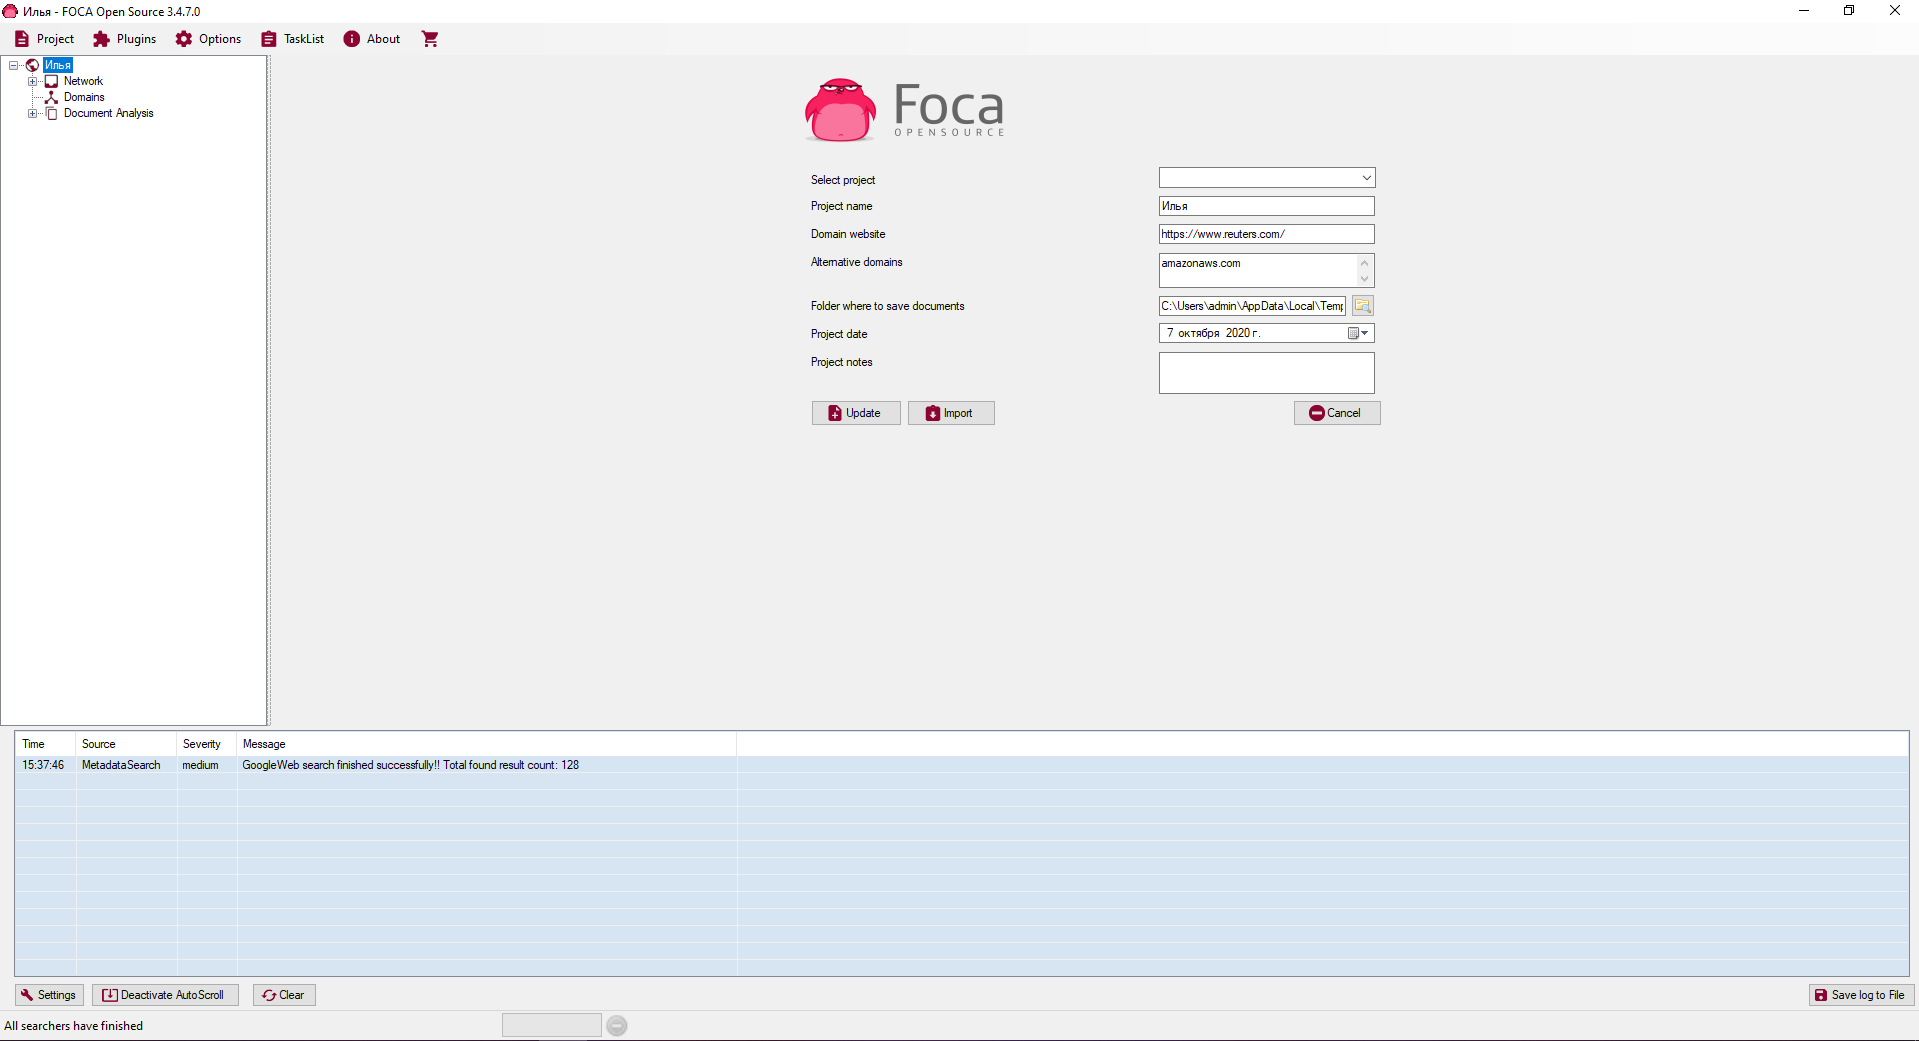 Илья - FOCA Open Source 3.4.7.0
Project Plugins Options TaskList About
Илья
Network
Domains
Document Analysis
Foca
OPENSOURCE
Select project
Project name Илья
Domain website https://www.reuters.com/
Alternative domains amazonaws.com
Folder where to save documents C:\Users\admin\AppData\Local\Temp
Project date 7 октября 2020 г.
Project notes
Update Import Cancel
Time Source Severity Message
15:37:46 MetadataSearch medium GoogleWeb search finished successfully!! Total found result count: 128
Settings Deactivate AutoScroll Clear Save log to File
All searchers have finished